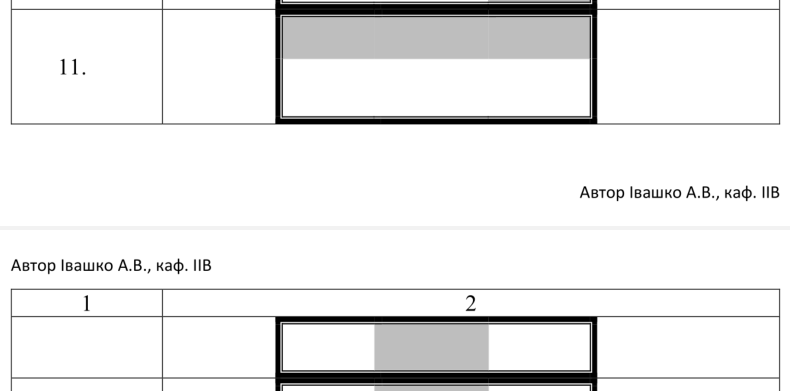 11.
Автор Івашко А.В., каф. ІІВ
Автор Івашко А.В., каф. ІІВ
1 2